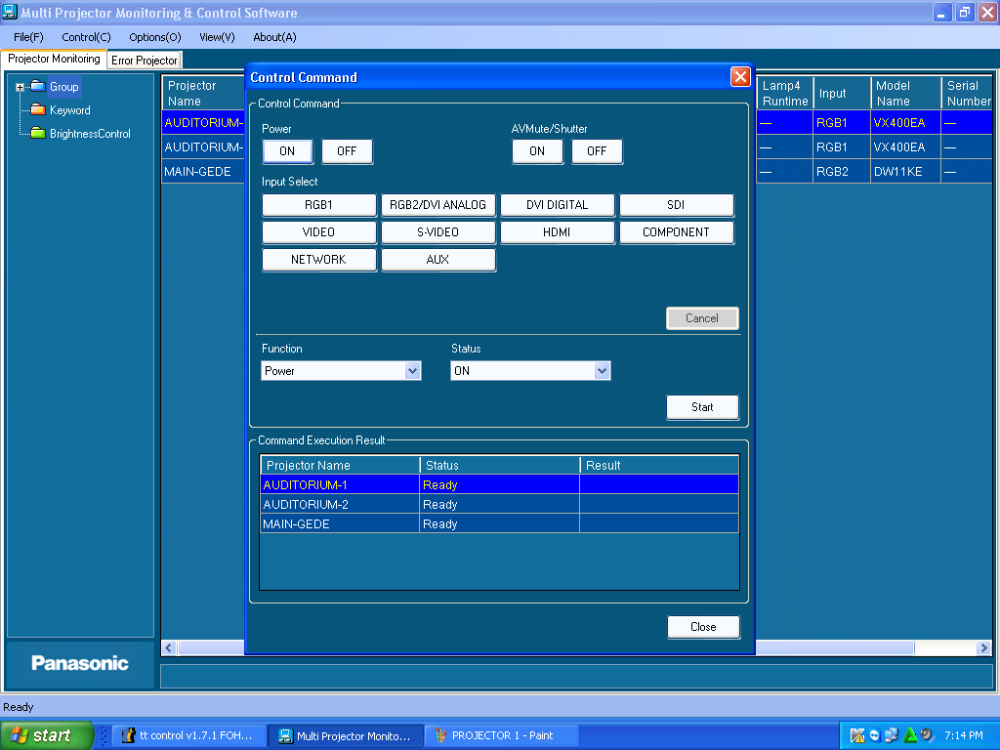 Multi Projector Monitoring & Control Software
File(F) Control(C) Options(O) View(V) About(A)
Projector Monitoring Error Projector
Group
Keyword
BrightnessControl
Projector Name Lamp4 Runtime Input Model Name Serial Number
AUDITORIUM- — RGB1 VX400EA —
AUDITORIUM- — RGB1 VX400EA —
MAIN-GEDE — RGB2 DW11KE —
Control Command
Control Command
Power AVMute/Shutter
ON OFF ON OFF
Input Select
RGB1 RGB2/DVI ANALOG DVI DIGITAL SDI
VIDEO S-VIDEO HDMI COMPONENT
NETWORK AUX
Cancel
Function Status
Power ON
Start
Command Execution Result
Projector Name Status Result
AUDITORIUM-1 Ready
AUDITORIUM-2 Ready
MAIN-GEDE Ready
Close
Panasonic
Ready
start tt control v1.7.1 FOH... Multi Projector Monito... PROJECTOR 1 - Paint 7:14 PM